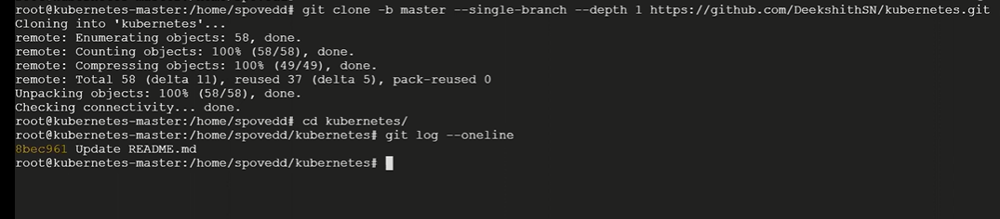 root@kubernetes-master:/home/spovedd# git clone -b master --single-branch --depth 1 https://github.com/DeekshithSN/kubernetes.git
Cloning into 'kubernetes'...
remote: Enumerating objects: 58, done.
remote: Counting objects: 100% (58/58), done.
remote: Compressing objects: 100% (49/49), done.
remote: Total 58 (delta 11), reused 37 (delta 5), pack-reused 0
Unpacking objects: 100% (58/58), done.
Checking connectivity... done.
root@kubernetes-master:/home/spovedd# cd kubernetes/
root@kubernetes-master:/home/spovedd/kubernetes# git log --oneline
8bec961 Update README.md
root@kubernetes-master:/home/spovedd/kubernetes#